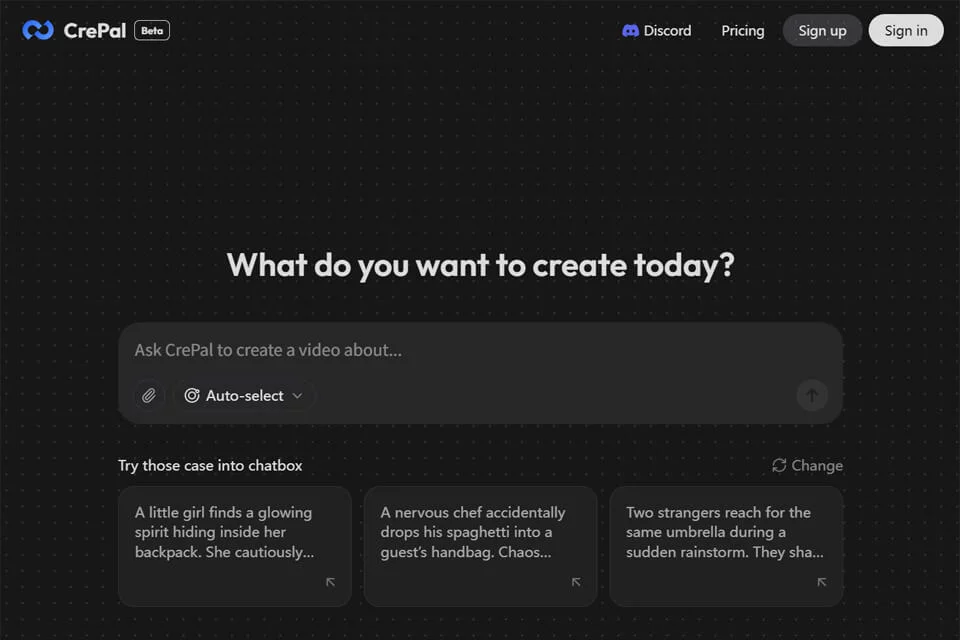 CrePal Beta
Discord
Pricing
Sign up
Sign in
What do you want to create today?
Ask CrePal to create a video about...
Auto-select
Try those case into chatbox
Change
A little girl finds a glowing
spirit hiding inside her
backpack. She cautiously...
A nervous chef accidentally
drops his spaghetti into a
guest's handbag. Chaos...
Two strangers reach for the
same umbrella during a
sudden rainstorm. They sha...